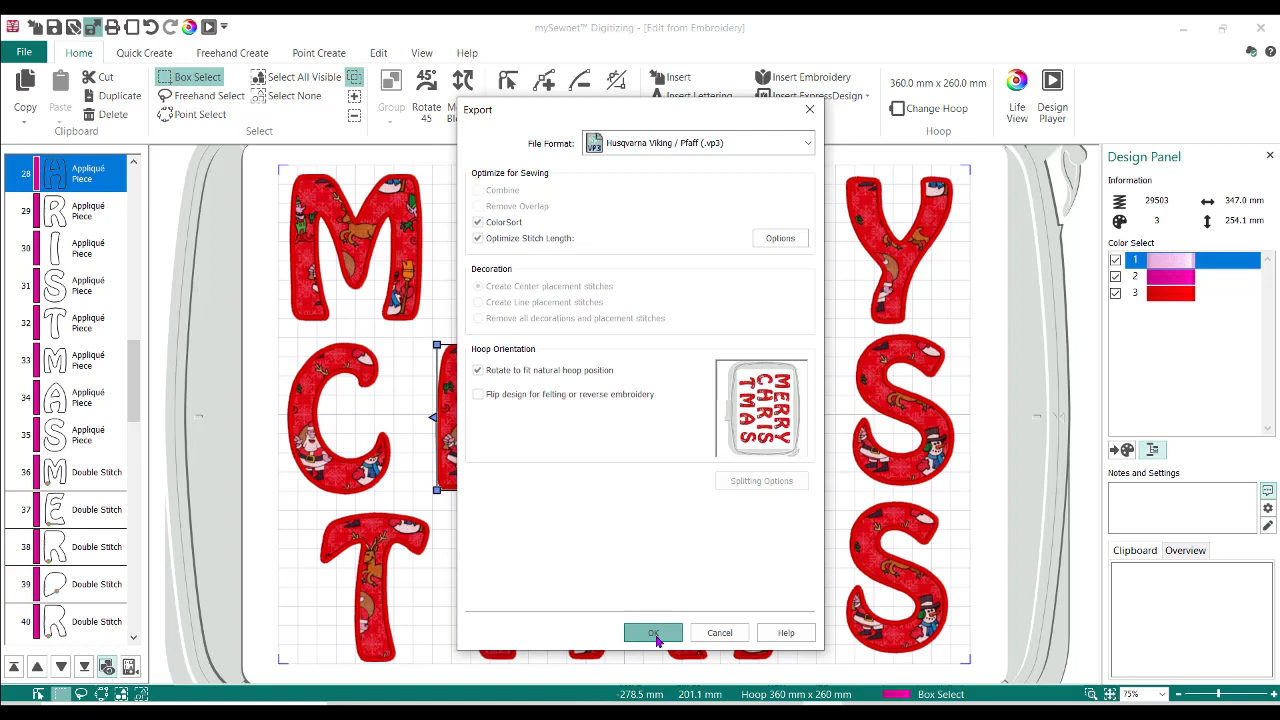 mySewnet™ Digitizing - [Edit from Embroidery]
File
Home
Quick Create
Freehand Create
Point Create
Edit
View
Help
Copy
Paste
Cut
Duplicate
Delete
Clipboard
Box Select
Freehand Select
Point Select
Select All Visible
Select None
Select
Group
Rotate
45
45°
Insert
Insert Lettering
Insert Embroidery
Insert ExpressDesign
360.0 mm x 260.0 mm
Change Hoop
Hoop
Life
View
Design
Player
28 Appliqué
Piece
29 Appliqué
Piece
30 Appliqué
Piece
31 Appliqué
Piece
32 Appliqué
Piece
33 Appliqué
Piece
34 Appliqué
Piece
35 Appliqué
Piece
36 Double Stitch
37 Double Stitch
38 Double Stitch
39 Double Stitch
40 Double Stitch
M Y
C S
T S
Export
File Format:
VP3
Husqvarna Viking / Pfaff (.vp3)
Optimize for Sewing
Combine
Remove Overlap
ColorSort
Optimize Stitch Length:
Options
Decoration
Create Center placement stitches
Create Line placement stitches
Remove all decorations and placement stitches
Hoop Orientation
Rotate to fit natural hoop position
Flip design for felting or reverse embroidery
MERRY
CHRIS
TMAS
Splitting Options
OK
Cancel
Help
Design Panel
Information
29503
347.0 mm
3
254.1 mm
Color Select
1
2
3
Notes and Settings
Clipboard
Overview
-278.5 mm
201.1 mm
Hoop 360 mm x 260 mm
Box Select
75%